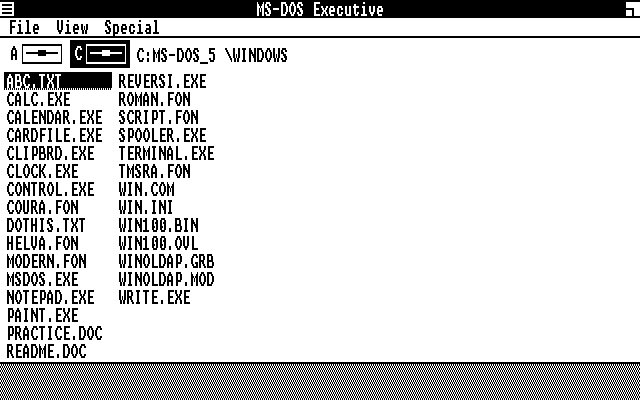 MS-DOS Executive
File View Special
A C C:MS-DOS_5 \WINDOWS
ABC.TXT REVERSI.EXE
CALC.EXE ROMAN.FON
CALENDAR.EXE SCRIPT.FON
CARDFILE.EXE SPOOLER.EXE
CLIPBRD.EXE TERMINAL.EXE
CLOCK.EXE TMSRA.FON
CONTROL.EXE WIN.COM
COURA.FON WIN.INI
DOTHIS.TXT WIN100.BIN
HELVA.FON WIN100.OVL
MODERN.FON WINOLDAP.GRB
MSDOS.EXE WINOLDAP.MOD
NOTEPAD.EXE WRITE.EXE
PAINT.EXE
PRACTICE.DOC
README.DOC